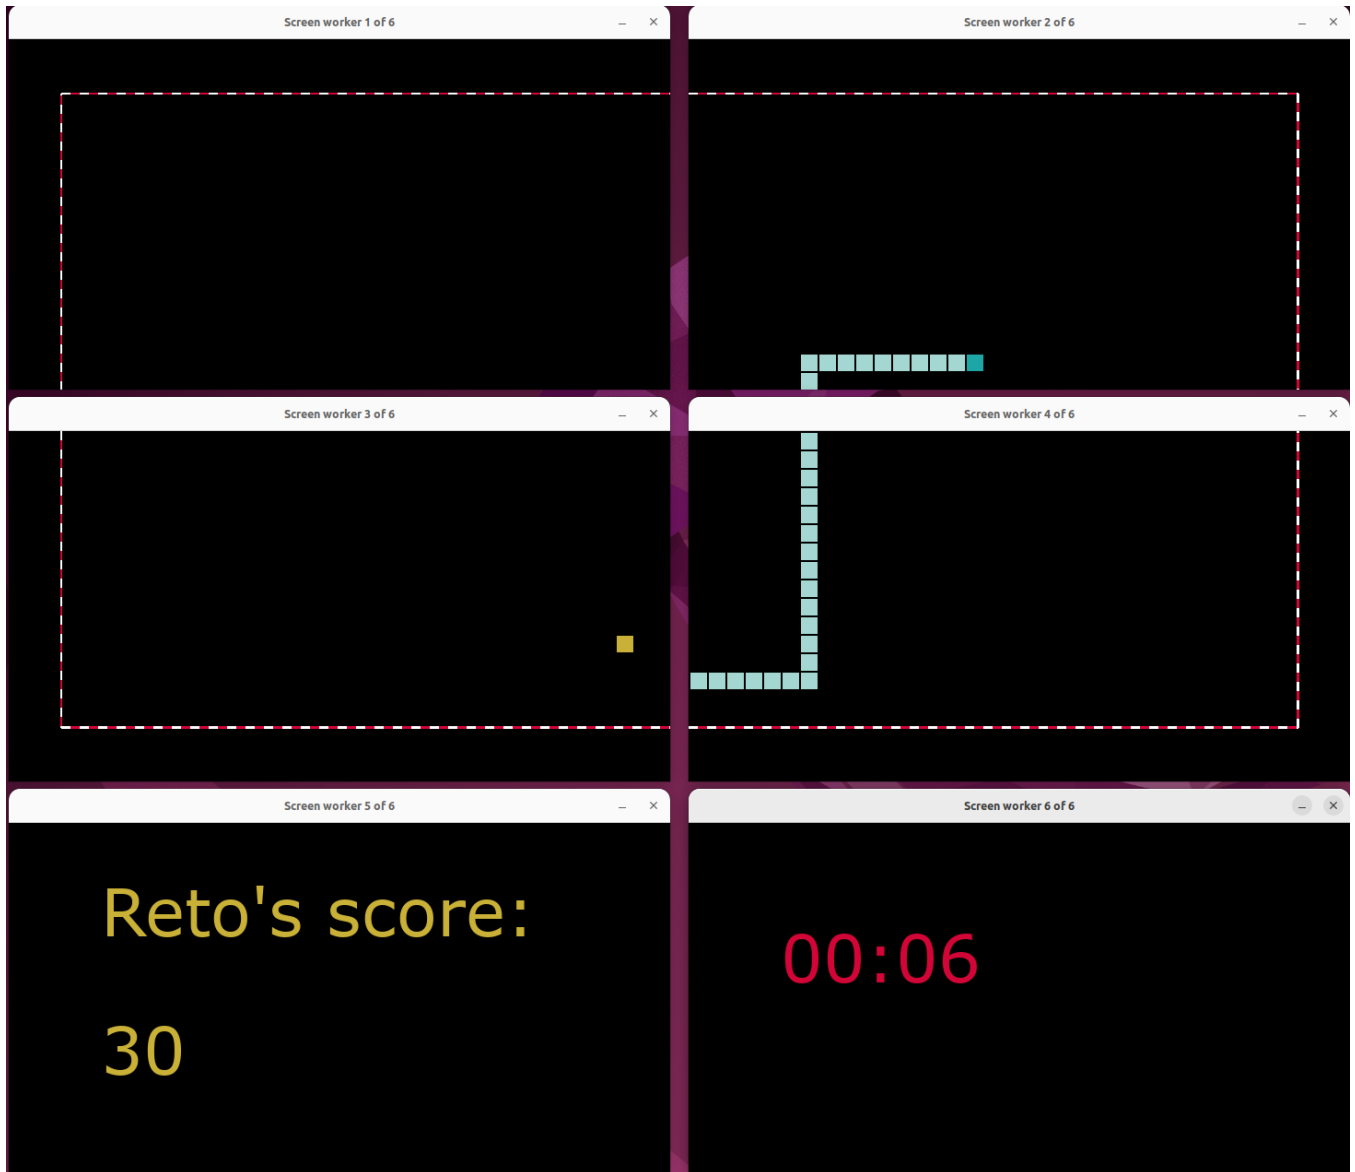 Screen worker 1 of 6
Screen worker 2 of 6
Screen worker 3 of 6
Screen worker 4 of 6
Screen worker 5 of 6
Reto's score:
30
Screen worker 6 of 6
00:06